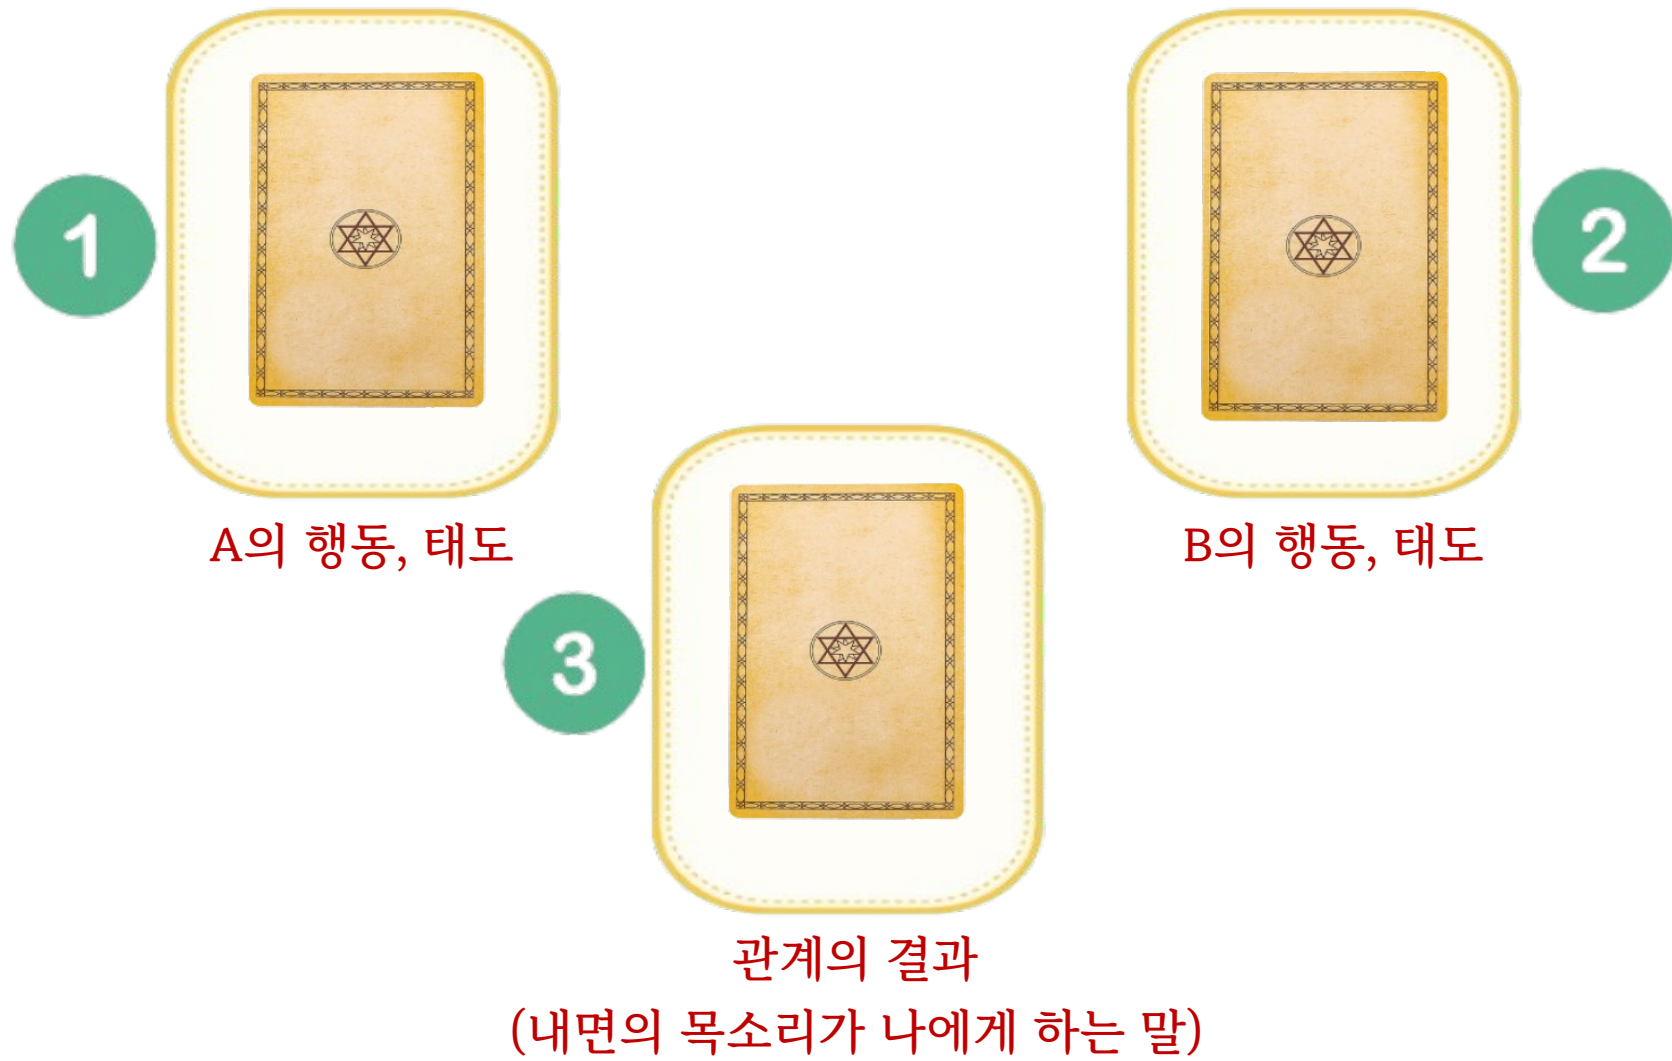 1
2
A의 행동, 태도
B의 행동, 태도
3
관계의 결과
(내면의 목소리가 나에게 하는 말)